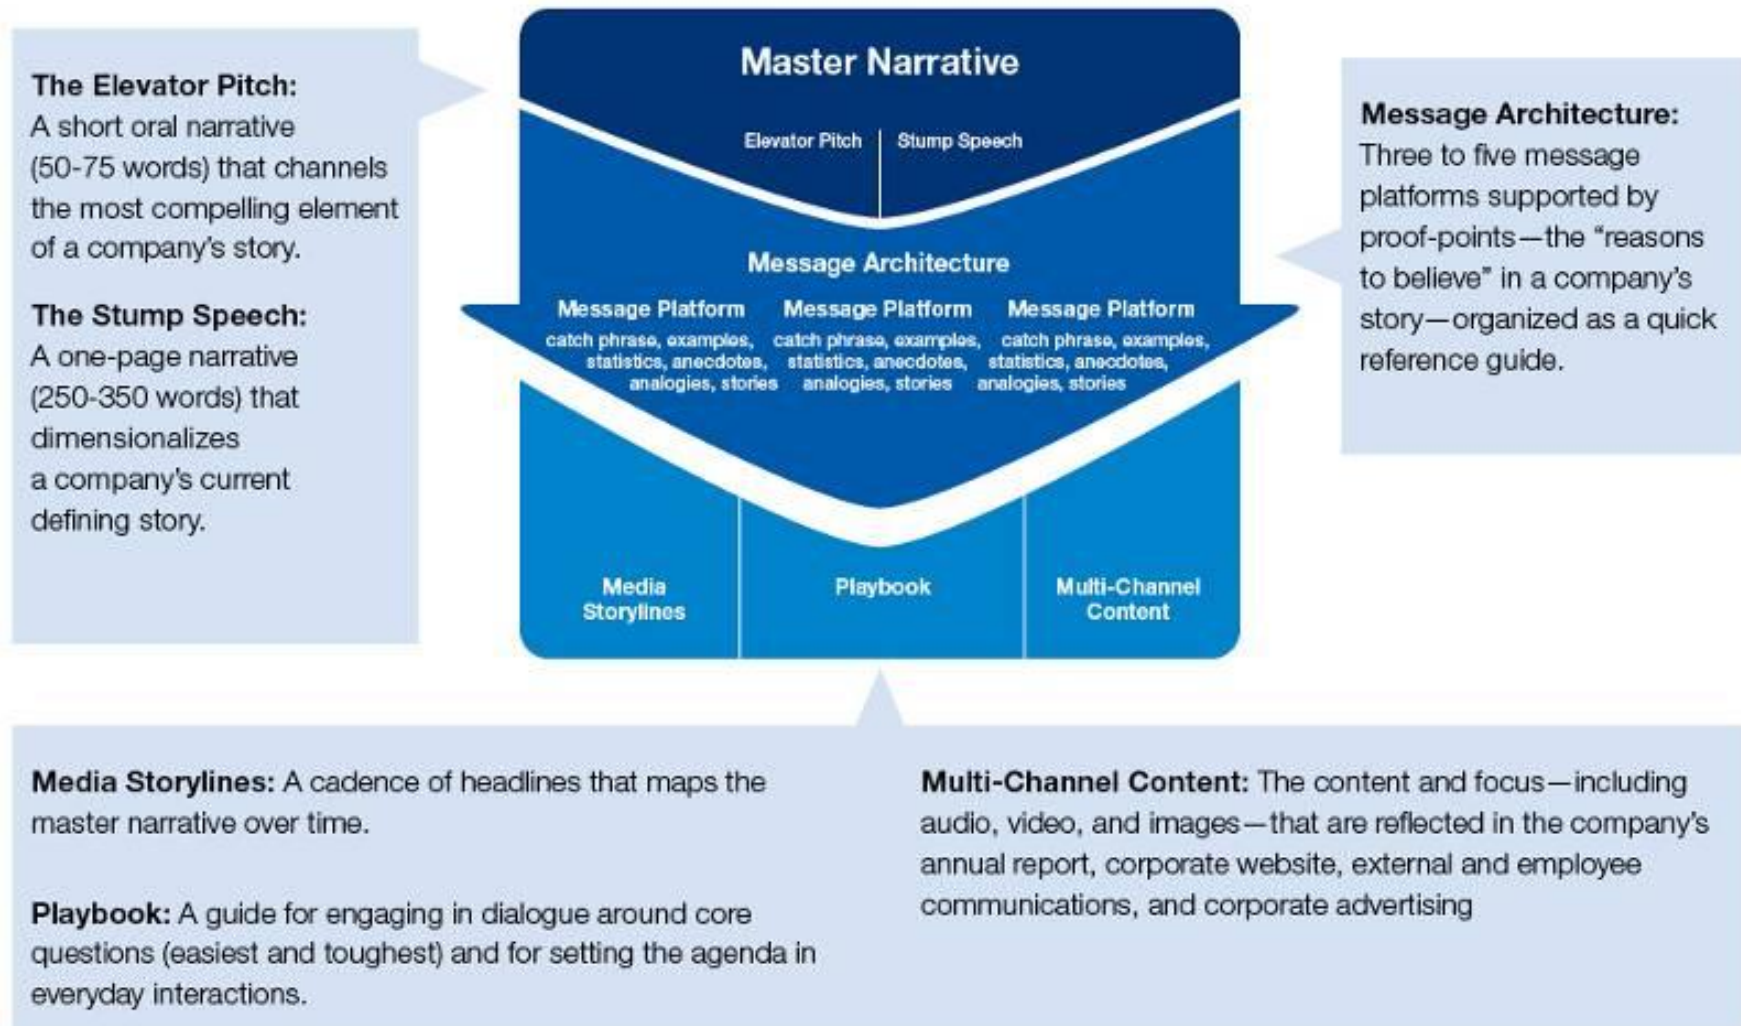 The Elevator Pitch:
A short oral narrative
(50-75 words) that channels
the most compelling element
of a company's story.
The Stump Speech:
A one-page narrative
(250-350 words) that
dimensionalizes
a company's current
defining story.
Master Narrative
Elevator Pitch
Stump Speech
Message Architecture
Message Platform
catch phrase, examples,
statistics, anecdotes,
analogies, stories
Message Platform
catch phrase, examples,
statistics, anecdotes,
analogies, stories
Message Platform
catch phrase, examples,
statistics, anecdotes,
analogies, stories
Media
Storylines
Playbook
Multi-Channel
Content
Message Architecture:
Three to five message
platforms supported by
proof-points—the “reasons
to believe” in a company's
story—organized as a quick
reference guide.
Media Storylines: A cadence of headlines that maps the
master narrative over time.
Playbook: A guide for engaging in dialogue around core
questions (easiest and toughest) and for setting the agenda in
everyday interactions.
Multi-Channel Content: The content and focus—including
audio, video, and images—that are reflected in the company's
annual report, corporate website, external and employee
communications, and corporate advertising